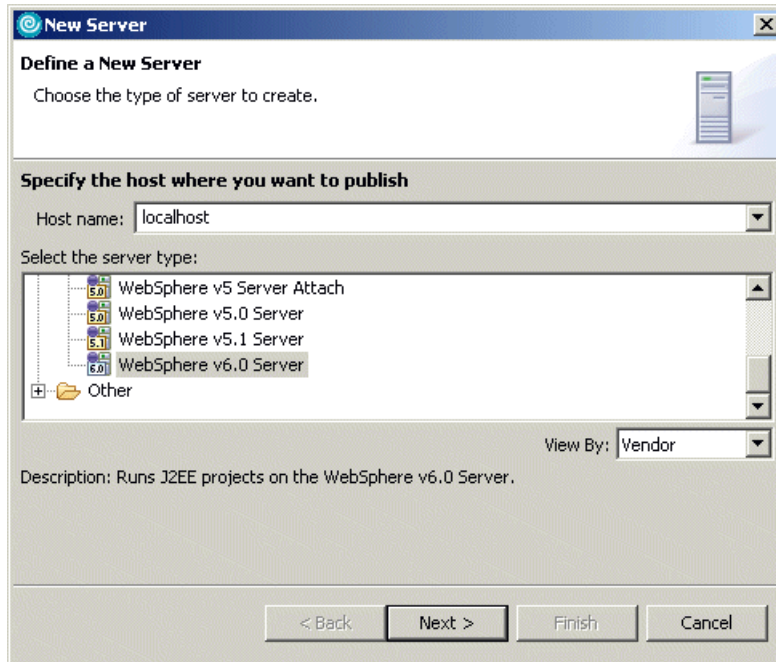 New Server
Define a New Server
Choose the type of server to create.
Specify the host where you want to publish
Host name: localhost
Select the server type:
5.0 WebSphere v5 Server Attach
5.0 WebSphere v5.0 Server
5.1 WebSphere v5.1 Server
6.0 WebSphere v6.0 Server
Other
View By: Vendor
Description: Runs J2EE projects on the WebSphere v6.0 Server.
< Back Next > Finish Cancel